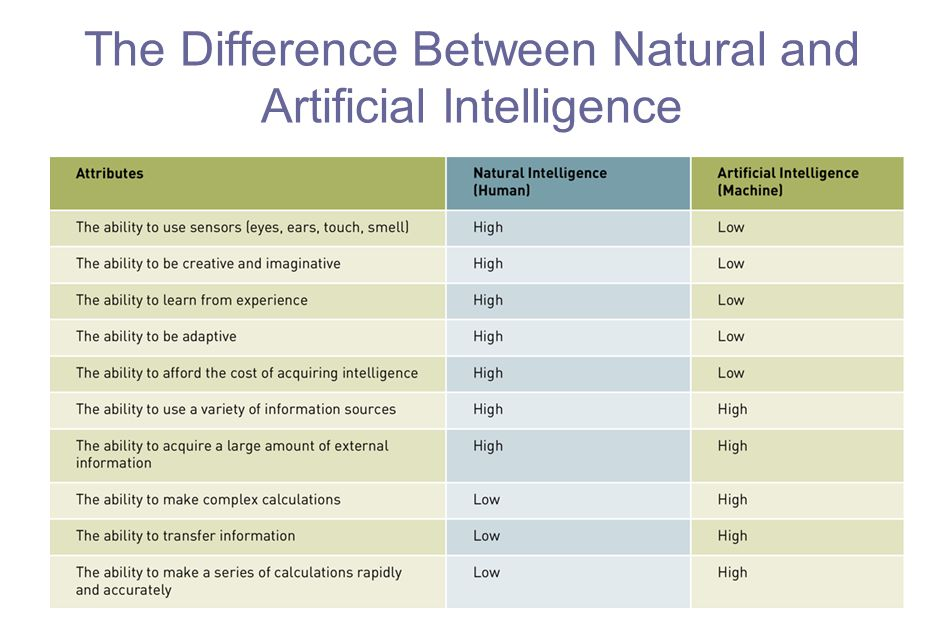 The Difference Between Natural and
Artificial Intelligence
Attributes
Natural Intelligence
(Human)
Artificial Intelligence
(Machine)
The ability to use sensors (eyes, ears, touch, smell)
High
Low
The ability to be creative and imaginative
High
Low
The ability to learn from experience
High
Low
The ability to be adaptive
High
Low
The ability to afford the cost of acquiring intelligence
High
Low
The ability to use a variety of information sources
High
High
The ability to acquire a large amount of external
information
High
High
The ability to make complex calculations
Low
High
The ability to transfer information
Low
High
The ability to make a series of calculations rapidly
and accurately
Low
High